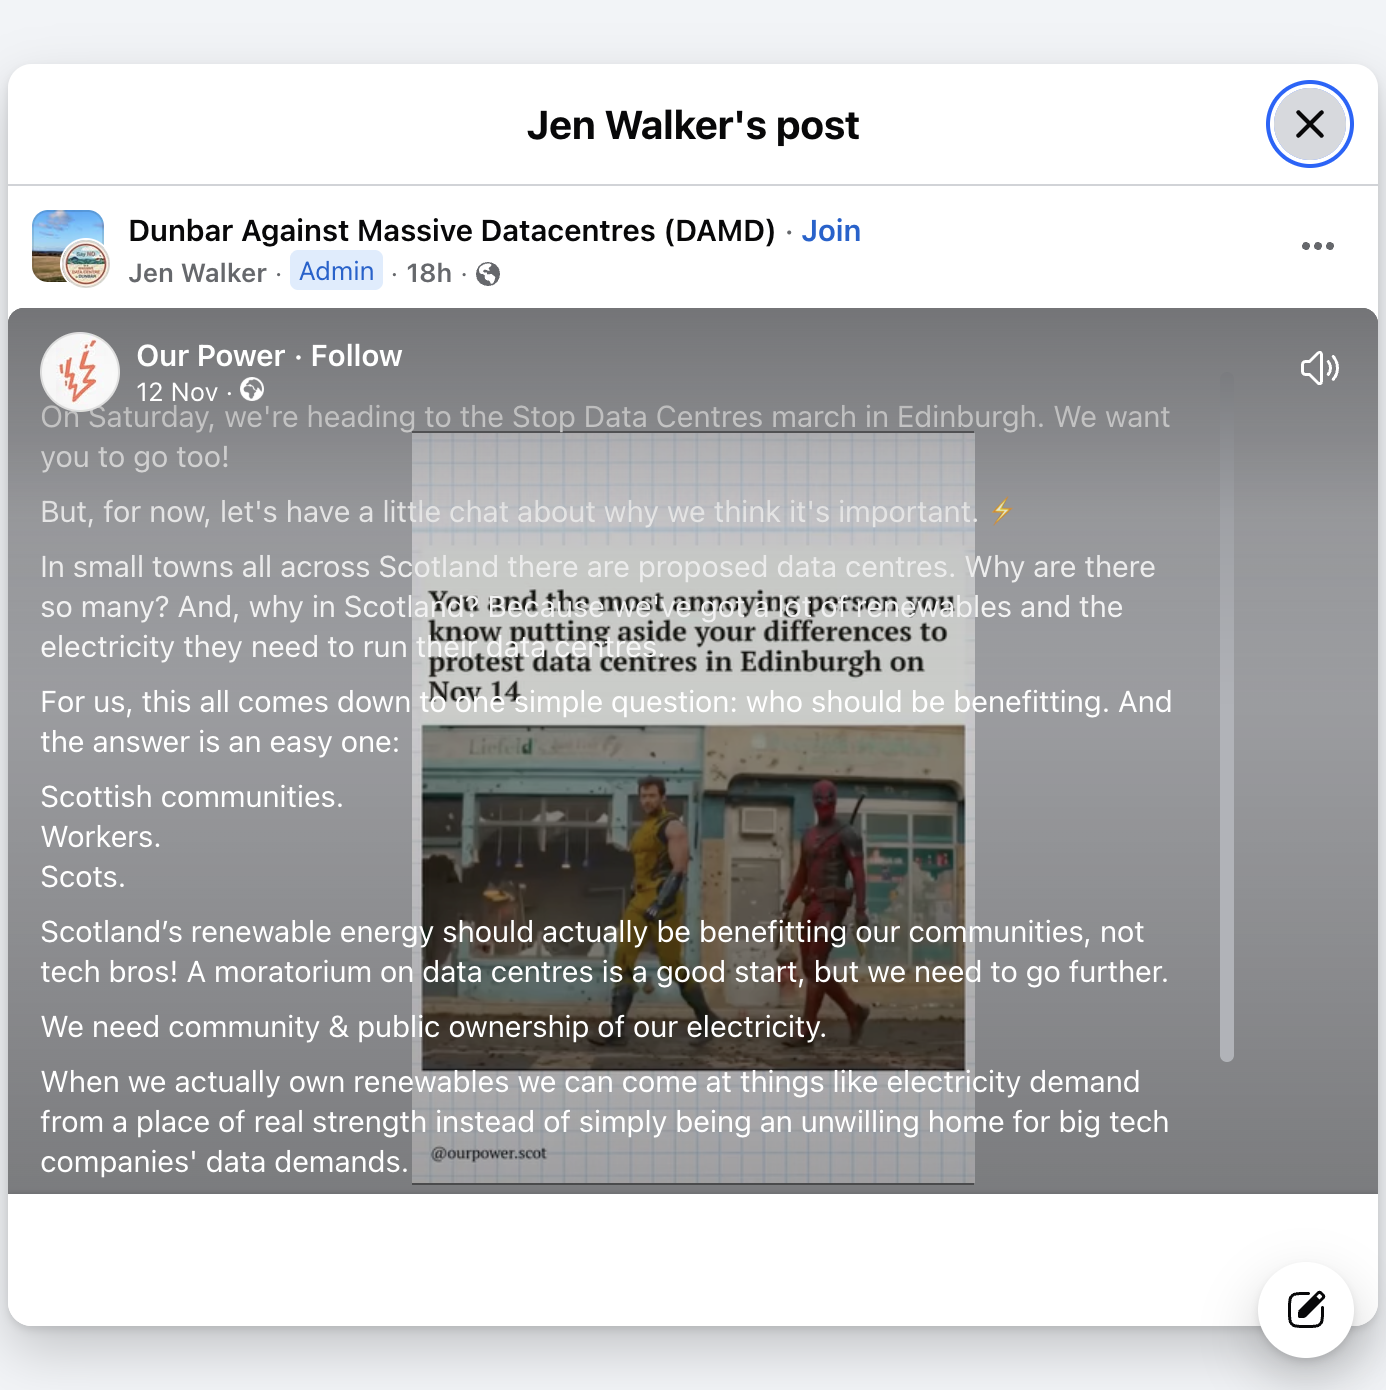 Jen Walker's post
Dunbar Against Massive Datacentres (DAMD) · Join
Jen Walker · Admin · 18h ·
Our Power · Follow
12 Nov ·
On Saturday, we're heading to the Stop Data Centres march in Edinburgh. We want
you to go too!
But, for now, let's have a little chat about why we think it's important. ⚡
In small towns all across Scotland there are proposed data centres. Why are there
so many? And, why in Scotland? Because we've got a lot of renewables and the
electricity they need to run their data centres.
For us, this all comes down to one simple question: who should be benefitting. And
the answer is an easy one:
Scottish communities.
Workers.
Scots.
Scotland’s renewable energy should actually be benefitting our communities, not
tech bros! A moratorium on data centres is a good start, but we need to go further.
We need community & public ownership of our electricity.
When we actually own renewables we can come at things like electricity demand
from a place of real strength instead of simply being an unwilling home for big tech
companies' data demands.
You and the most annoying person you
know putting aside your differences to
protest data centres in Edinburgh on
Nov 14
Liefeld's
@ourpower.scot